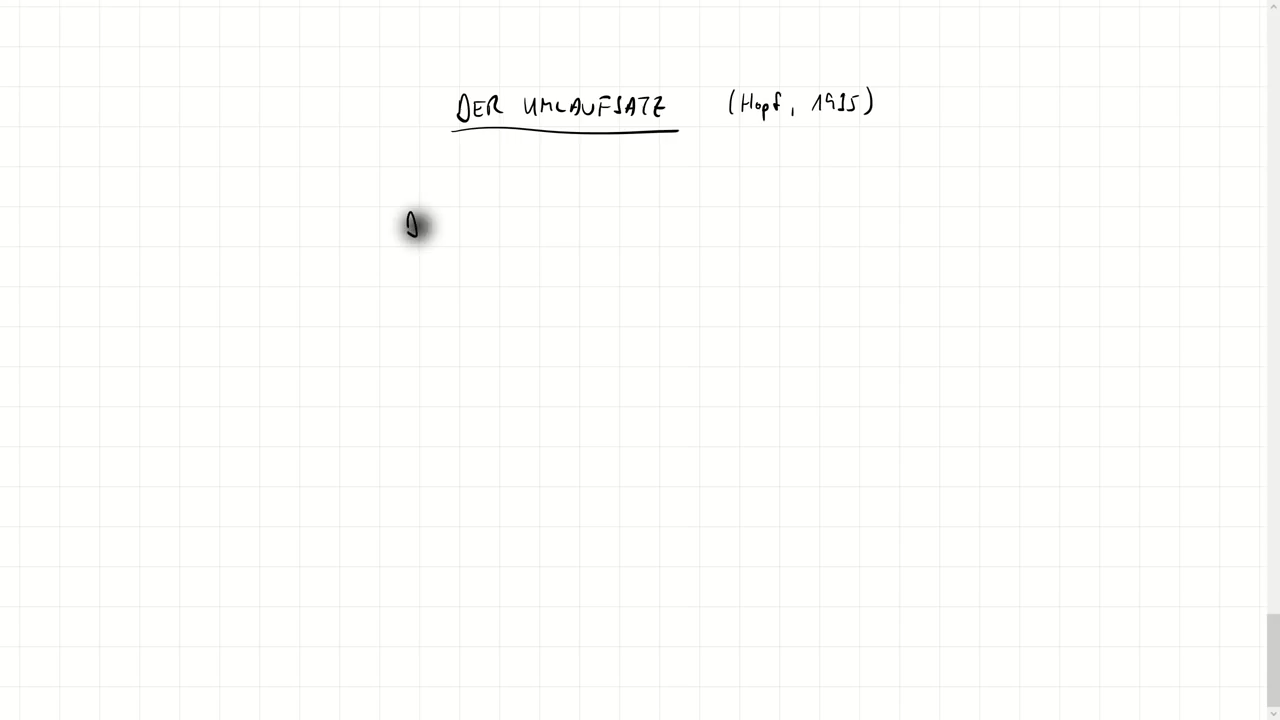 DER UMLAUFSATZ (Hopf, 1935)
D